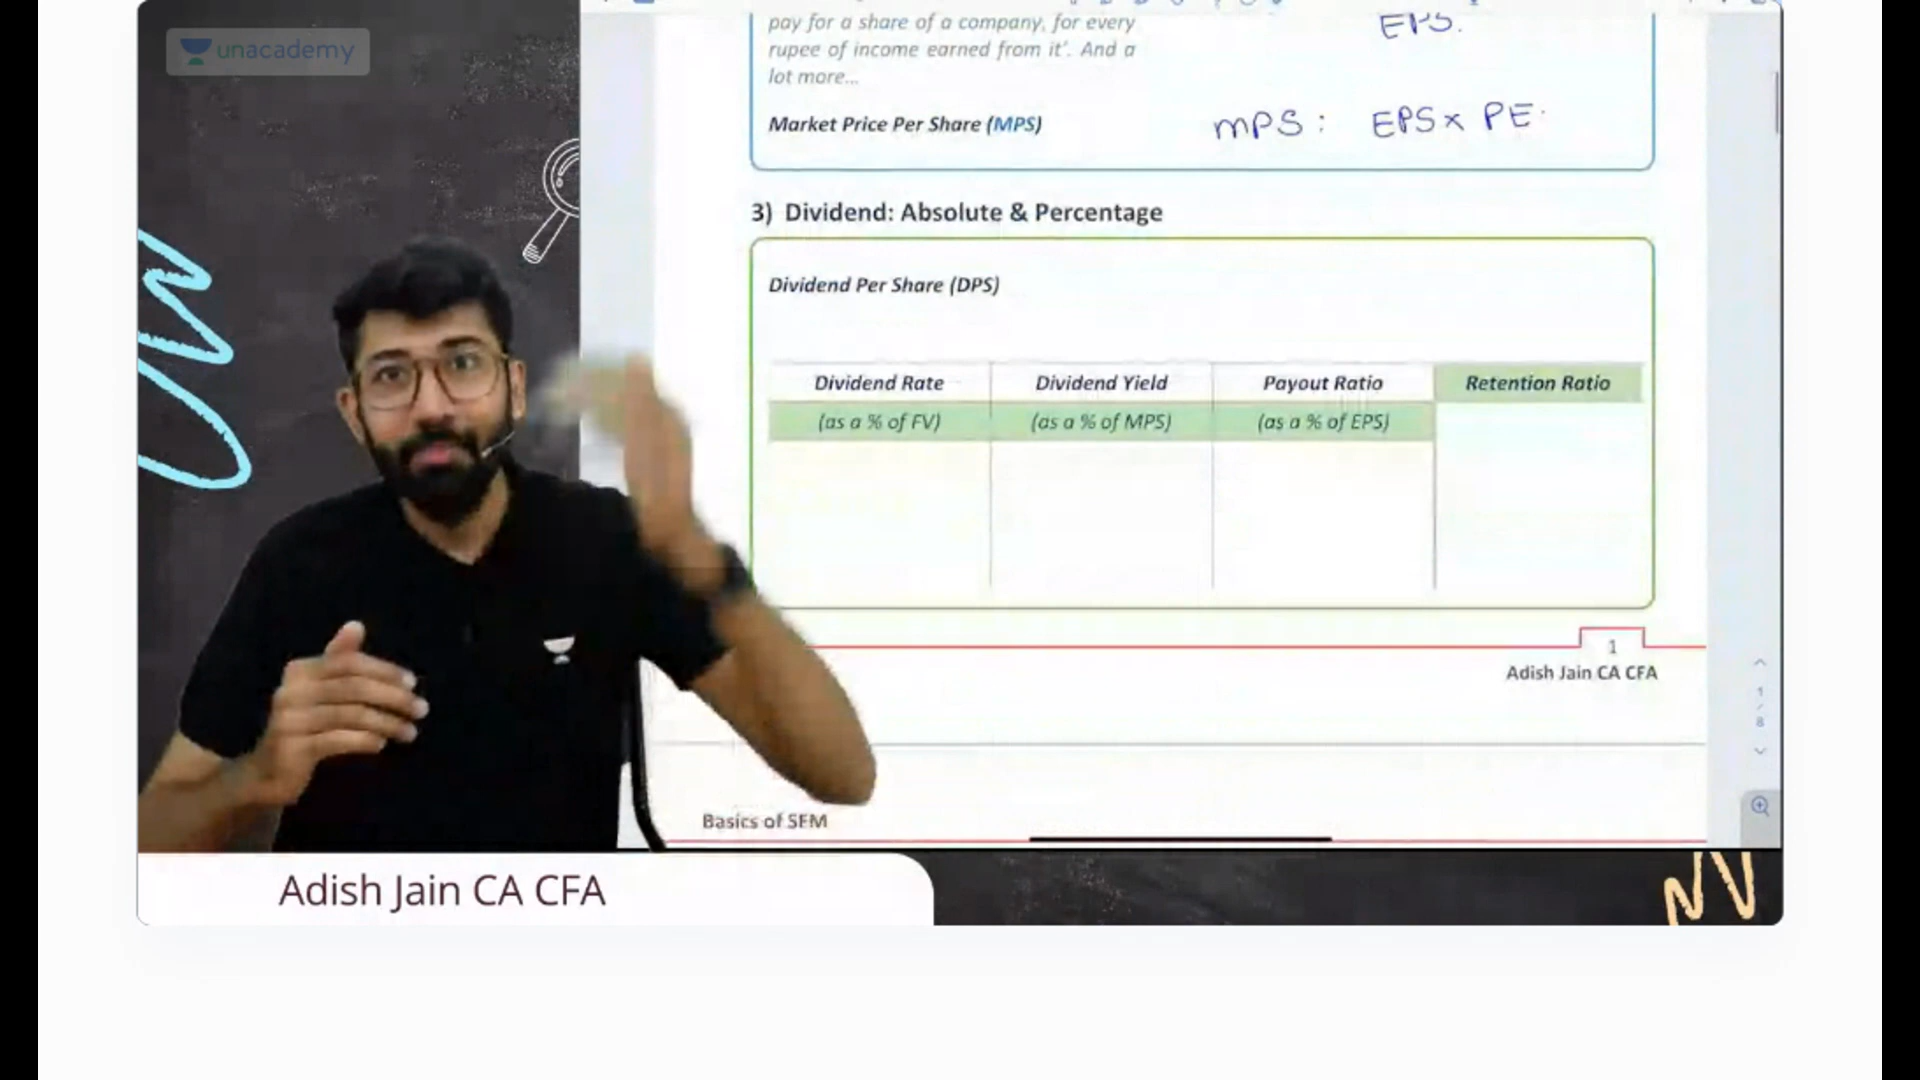 unacademy
pay for a share of a company, for every
rupee of income earned from it'. And a
lot more...
EPS.
Market Price Per Share (MPS)
MPS : EPS x PE.
3) Dividend: Absolute & Percentage
Dividend Per Share (DPS)
Dividend Rate Dividend Yield Payout Ratio Retention Ratio
(as a % of FV) (as a % of MPS) (as a % of EPS)
1
Adish Jain CA CFA
1
/
8
Basics of SFM
Adish Jain CA CFA